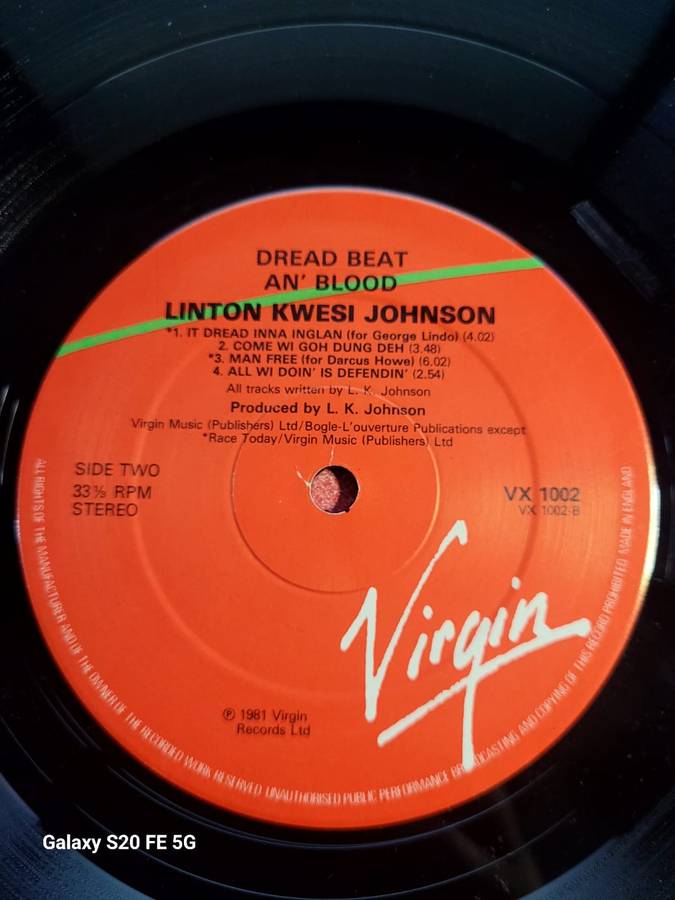 DREAD BEAT
AN' BLOOD
LINTON KWESI JOHNSON
*1. IT DREAD INNA INGLAN (for George Lindo) (4.02)
2. COME WI GOH DUNG DEH (3.48)
*3. MAN FREE (for Darcus Howe) (6.02)
4. ALL WI DOIN' IS DEFENDIN' (2.54)
All tracks written by L. K. Johnson
Produced by L. K. Johnson
Virgin Music (Publishers) Ltd/Bogle-L'ouverture Publications except
*Race Today/Virgin Music (Publishers) Ltd
SIDE TWO
33⅓ RPM
STEREO
VX 1002
VX 1002-B
Virgin
℗ 1981 Virgin
Records Ltd
ALL RIGHTS OF THE MANUFACTURER AND OF THE OWNER OF THE RECORDED WORK RESERVED UNAUTHORISED PUBLIC PERFORMANCE BROADCASTING AND COPYING OF THIS RECORD PROHIBITED MADE IN ENGLAND
Galaxy S20 FE 5G